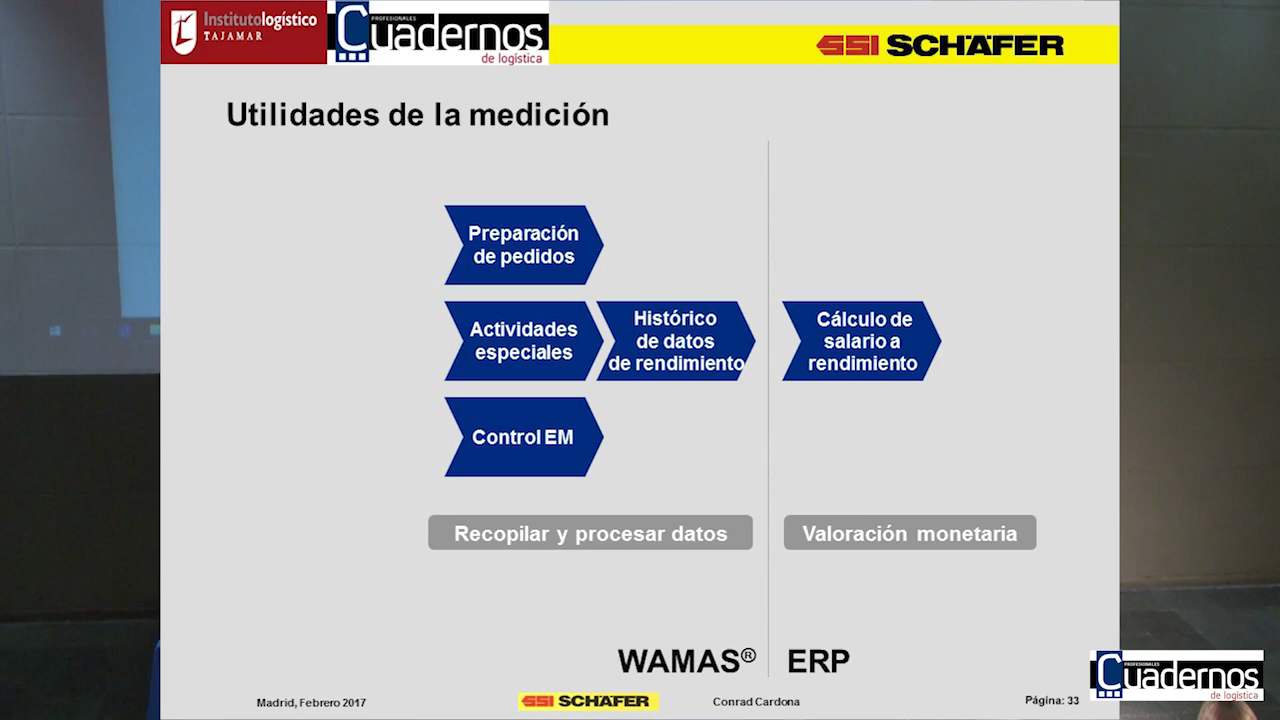 Institutologístico
TAJAMAR
PROFESIONALES
Cuadernos
de logística
SSI SCHÄFER
Utilidades de la medición
Preparación
de pedidos
Actividades
especiales
Histórico
de datos
de rendimiento
Cálculo de
salario a
rendimiento
Control EM
Recopilar y procesar datos
Valoración monetaria
WAMAS®
ERP
Madrid, Febrero 2017
SSI SCHÄFER
Conrad Cardona
Página: 33
PROFESIONALES
Cuadernos
de logística